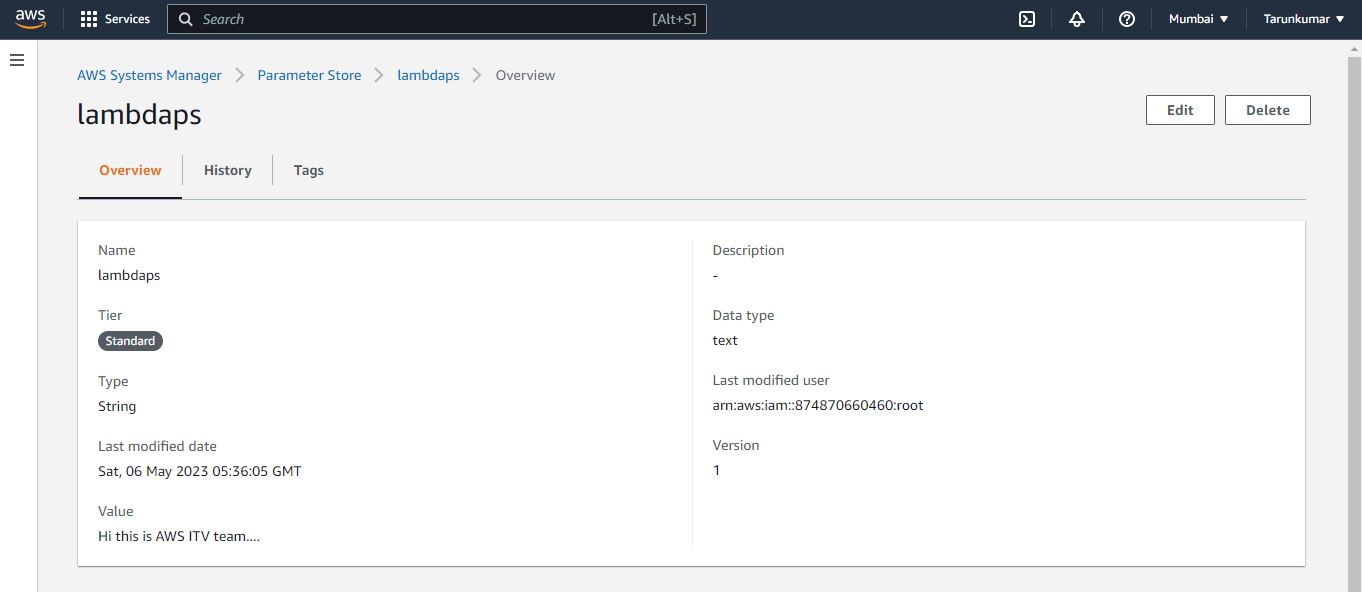 aws
Services
Search
[Alt+S]
Mumbai
Tarunkumar
AWS Systems Manager
Parameter Store
lambdaps
Overview
lambdaps
Edit
Delete
Overview
History
Tags
Name
lambdaps
Tier
Standard
Type
String
Last modified date
Sat, 06 May 2023 05:36:05 GMT
Value
Hi this is AWS ITV team....
Description
-
Data type
text
Last modified user
arn:aws:iam::874870660460:root
Version
1